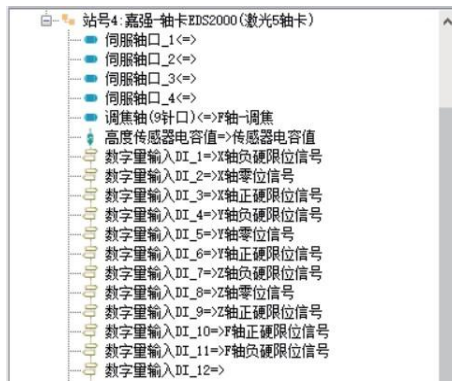 站号4:嘉强-轴卡EDS2000(激光5轴卡)
伺服轴口_1<=>
伺服轴口_2<=>
伺服轴口_3<=>
伺服轴口_4<=>
调焦轴(9针口)<=>F轴-调焦
高度传感器电容值=>传感器电容值
数字量输入DI_1=>X轴负硬限位信号
数字量输入DI_2=>X轴零位信号
数字量输入DI_3=>X轴正硬限位信号
数字量输入DI_4=>Y轴负硬限位信号
数字量输入DI_5=>Y轴零位信号
数字量输入DI_6=>Y轴正硬限位信号
数字量输入DI_7=>Z轴负硬限位信号
数字量输入DI_8=>Z轴零位信号
数字量输入DI_9=>Z轴正硬限位信号
数字量输入DI_10=>F轴正硬限位信号
数字量输入DI_11=>F轴负硬限位信号
数字量输入DI_12=>